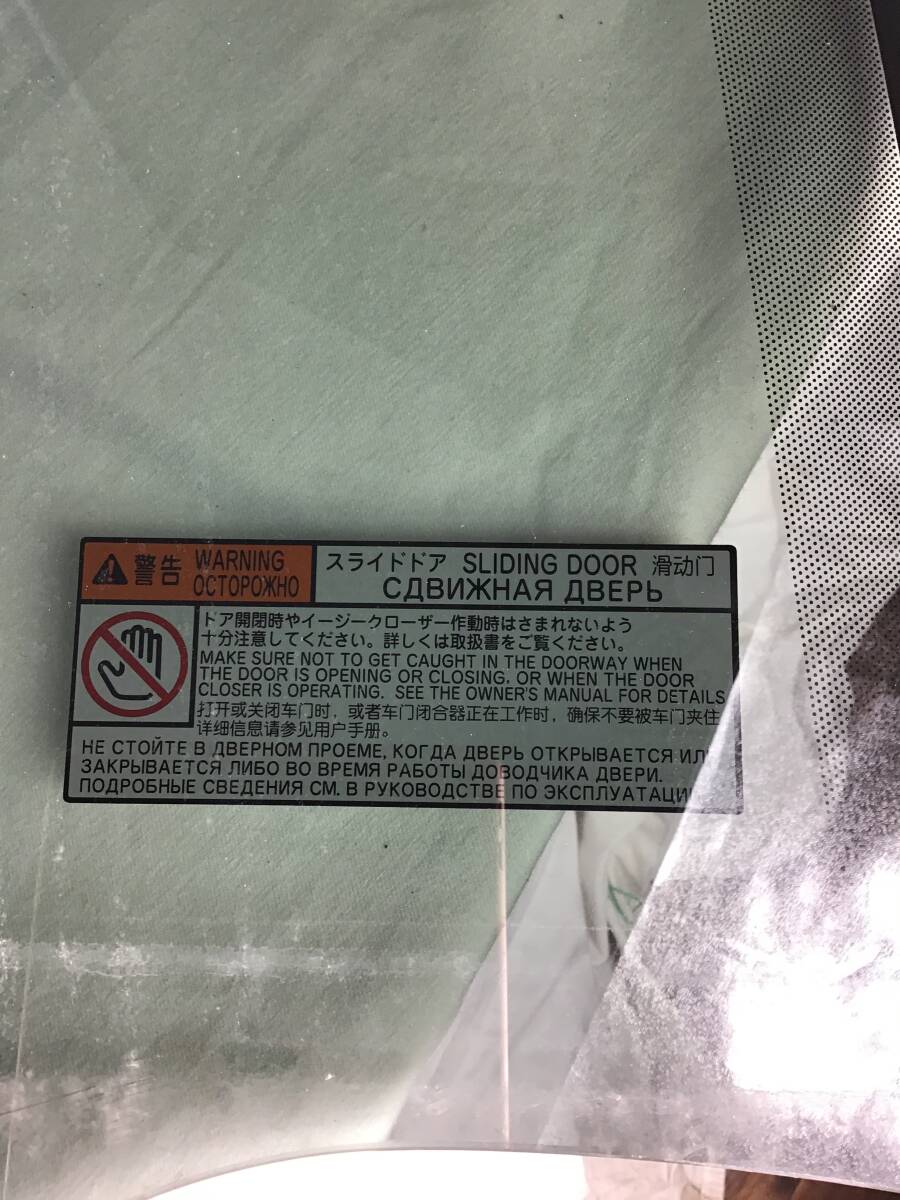 警告 WARNING
ОСТОРОЖНО
スライドドア SLIDING DOOR 滑动门
СДВИЖНАЯ ДВЕРЬ
ドア開閉時やイージークローザー作動時はさまれないよう
十分注意してください。詳しくは取扱書をご覧ください。
MAKE SURE NOT TO GET CAUGHT IN THE DOORWAY WHEN
THE DOOR IS OPENING OR CLOSING, OR WHEN THE DOOR
CLOSER IS OPERATING. SEE THE OWNER'S MANUAL FOR DETAILS
打开或关闭车门时，或者车门闭合器正在工作时，确保不要被车门夹住
详细信息请参见用户手册。
НЕ СТОЙТЕ В ДВЕРНОМ ПРОЕМЕ, КОГДА ДВЕРЬ ОТКРЫВАЕТСЯ ИЛИ
ЗАКРЫВАЕТСЯ ЛИБО ВО ВРЕМЯ РАБОТЫ ДОВОДЧИКА ДВЕРИ.
ПОДРОБНЫЕ СВЕДЕНИЯ СМ. В РУКОВОДСТВЕ ПО ЭКСПЛУАТАЦИИ